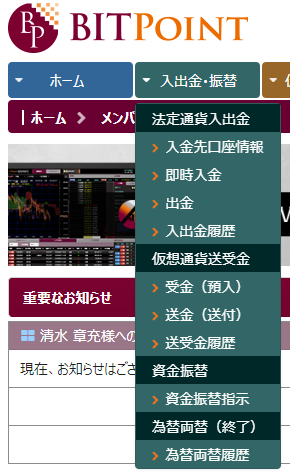 BITPOINT
ホーム
入出金・振替
ホーム
メンバ
法定通貨入出金
入金先口座情報
即時入金
出金
入出金履歴
仮想通貨送受金
受金（預入）
送金（送付）
送受金履歴
資金振替
資金振替指示
為替両替（終了）
為替両替履歴
重要なお知らせ
清水 章充様への
現在、お知らせはござ